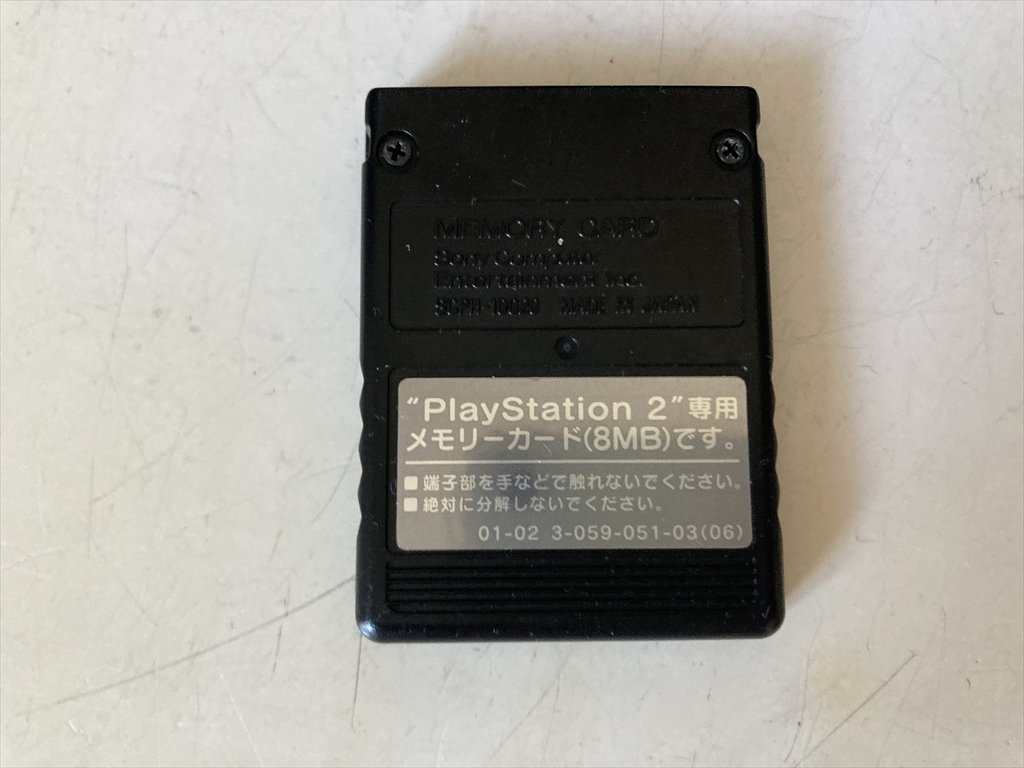 MEMORY CARD
Sony Computer
Entertainment Inc.
SCPH-10020 MADE IN JAPAN
“PlayStation 2”専用
メモリーカード(8MB)です。
■端子部を手などで触れないでください。
■絶対に分解しないでください。
01-02 3-059-051-03(06)